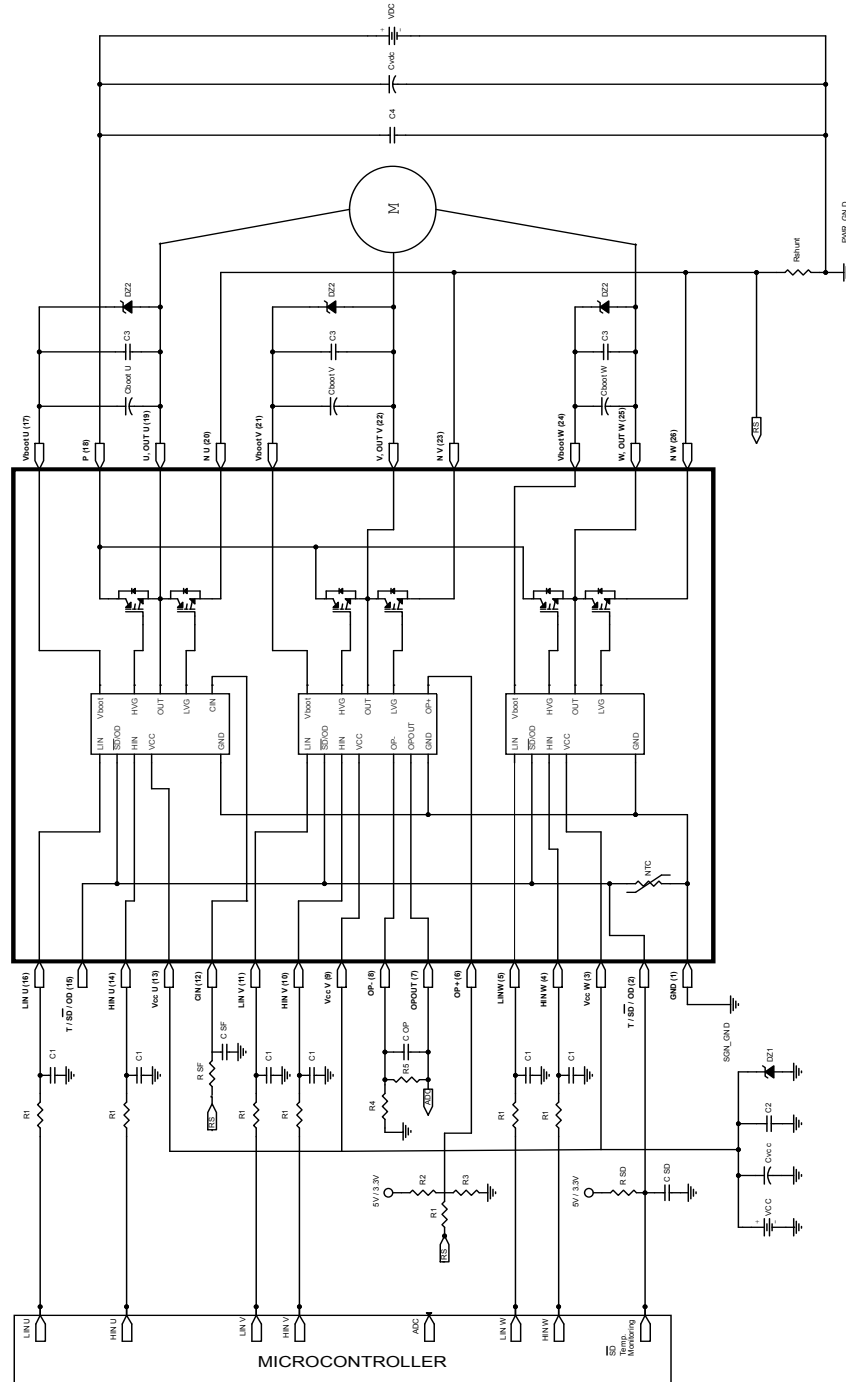 VDC
+
-
Cvdc
C4
M
Rshunt
PWR_GND
RS
DZ2
C3
Cboot U
DZ2
C3
Cboot V
DZ2
C3
Cboot W
Vboot U (17)
P (18)
U, OUT U (19)
N U (20)
Vboot V (21)
V, OUT V (22)
N V (23)
Vboot W (24)
W, OUT W (25)
N W (26)
Vboot
HVG
OUT
LVG
CIN
LIN
SD/OD
HIN
VCC
GND
Vboot
HVG
OUT
LVG
OP+
LIN
SD/OD
HIN
VCC
OP-
OPOUT
GND
Vboot
HVG
OUT
LVG
LIN
SD/OD
HIN
VCC
GND
NTC
LIN U (16)
T / SD / OD (15)
HIN U (14)
Vcc U (13)
CIN (12)
LIN V (11)
HIN V (10)
Vcc V (9)
OP- (8)
OPOUT (7)
OP+ (6)
LIN W (5)
HIN W (4)
Vcc W (3)
T / SD / OD (2)
GND (1)
SGN_GND
C1
R1
C1
R1
C SF
R SF
RS
C1
R1
C1
R1
C OP
R5
R4
ADC
C1
R1
C1
R1
5V / 3.3V
R2
R3
R1
RS
5V / 3.3V
R SD
C SD
DZ1
C2
Cvcc
VCC
+
-
LIN U
HIN U
LIN V
HIN V
ADC
LIN W
HIN W
SD
Temp.
Monitoring
MICROCONTROLLER